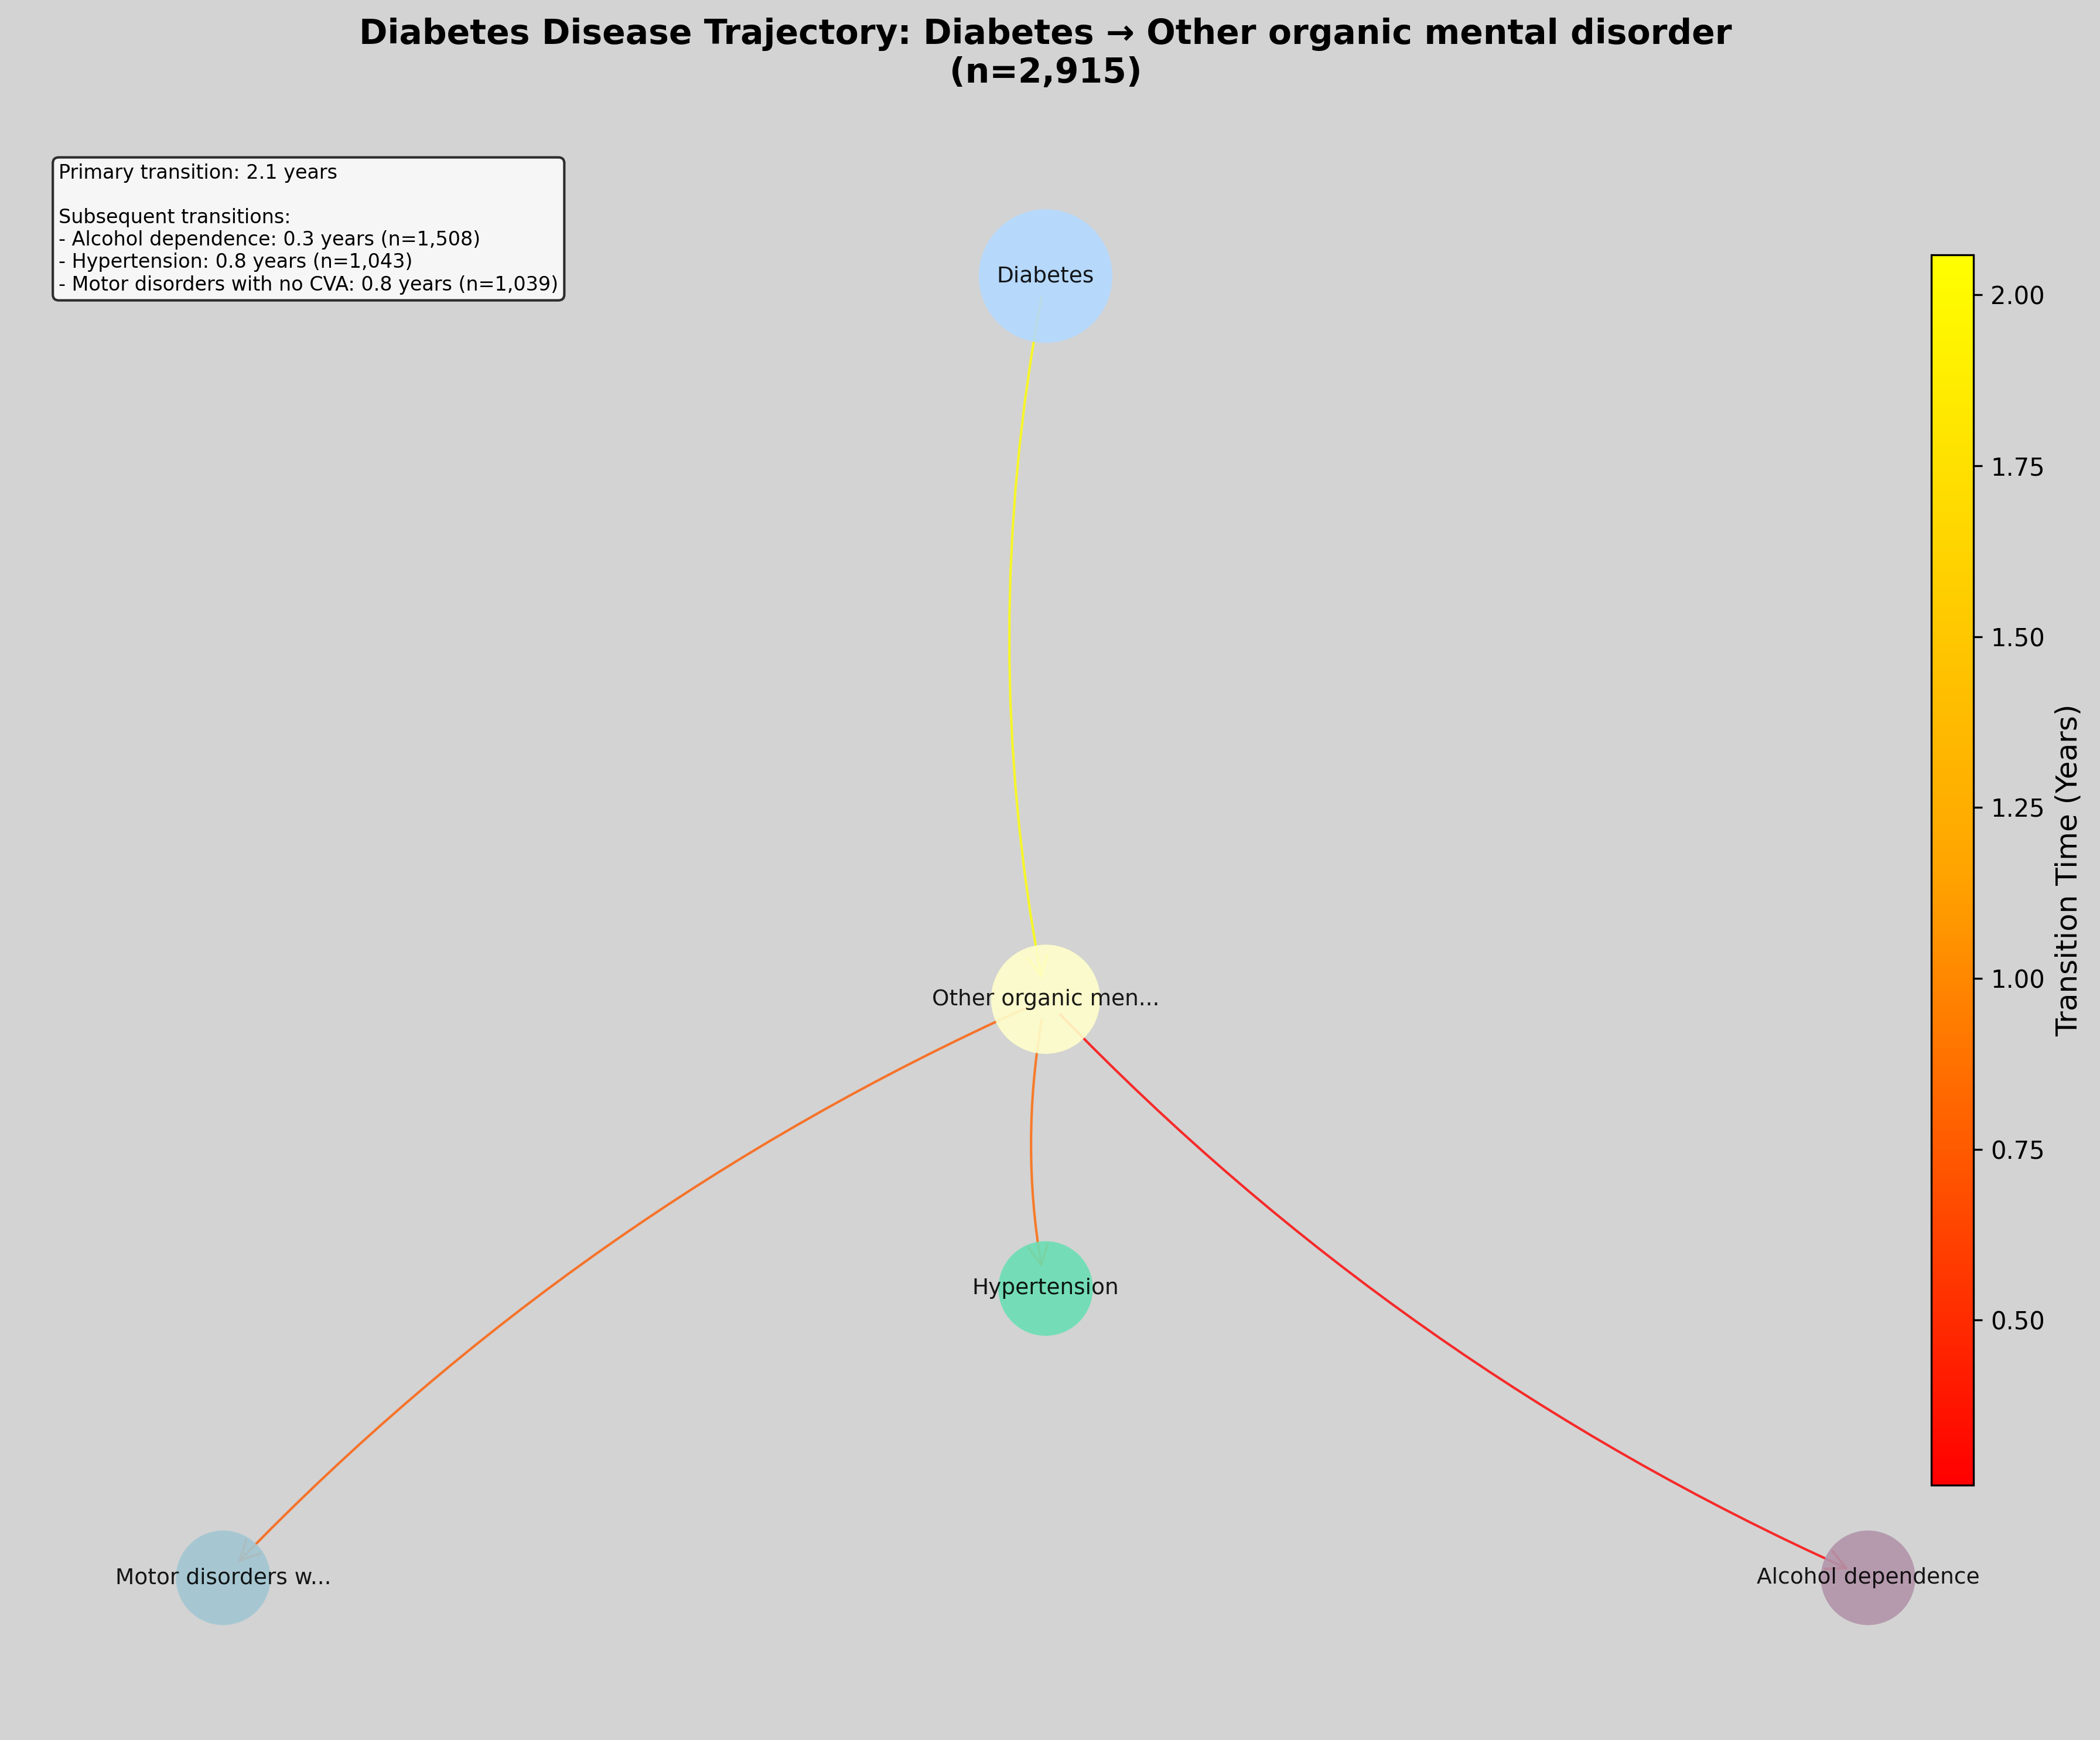 Diabetes Disease Trajectory: Diabetes → Other organic mental disorder
(n=2,915)
Primary transition: 2.1 years
Subsequent transitions:
- Alcohol dependence: 0.3 years (n=1,508)
- Hypertension: 0.8 years (n=1,043)
- Motor disorders with no CVA: 0.8 years (n=1,039)
Diabetes
Other organic men...
Hypertension
Motor disorders w...
Alcohol dependence
2.00
1.75
1.50
1.25
1.00
0.75
0.50
Transition Time (Years)